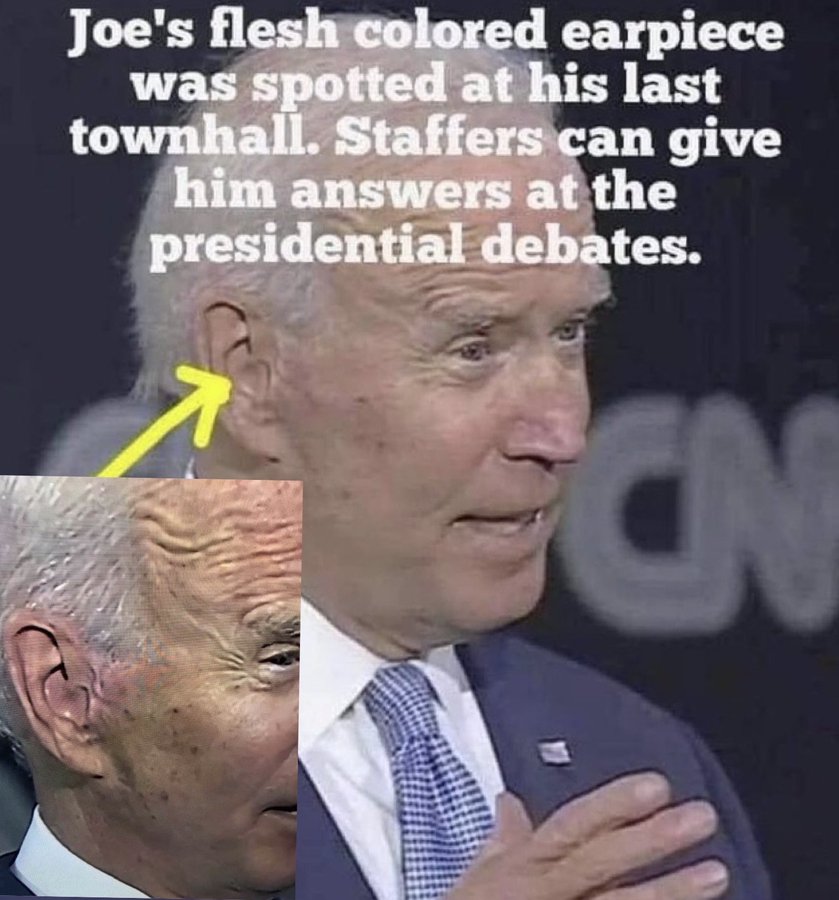 Joe's flesh colored earpiece
was spotted at his last
townhall. Staffers can give
him answers at the
presidential debates.
CN